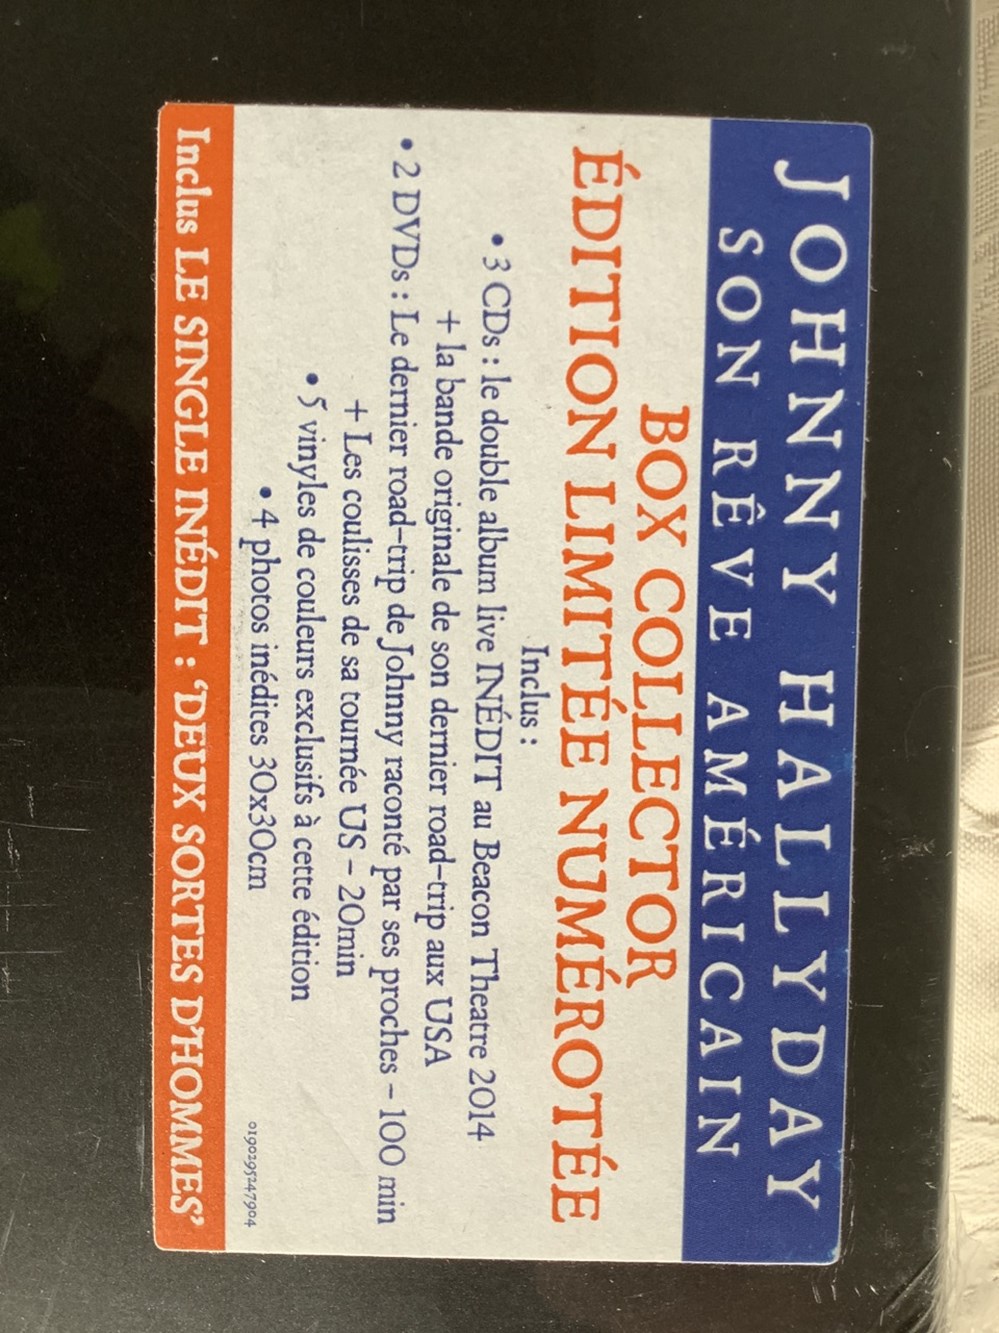 JOHNNY HALLYDAY
SON RÊVE AMÉRICAIN
BOX COLLECTOR
ÉDITION LIMITÉE NUMÉROTÉE
Inclus :
• 3 CDs : le double album live INÉDIT au Beacon Theatre 2014
+ la bande originale de son dernier road-trip aux USA
• 2 DVDs : Le dernier road-trip de Johnny raconté par ses proches - 100 min
+ Les coulisses de sa tournée US - 20min
• 5 vinyles de couleurs exclusifs à cette édition
• 4 photos inédites 30x30cm
0190295247904
Inclus LE SINGLE INÉDIT : 'DEUX SORTES D'HOMMES'